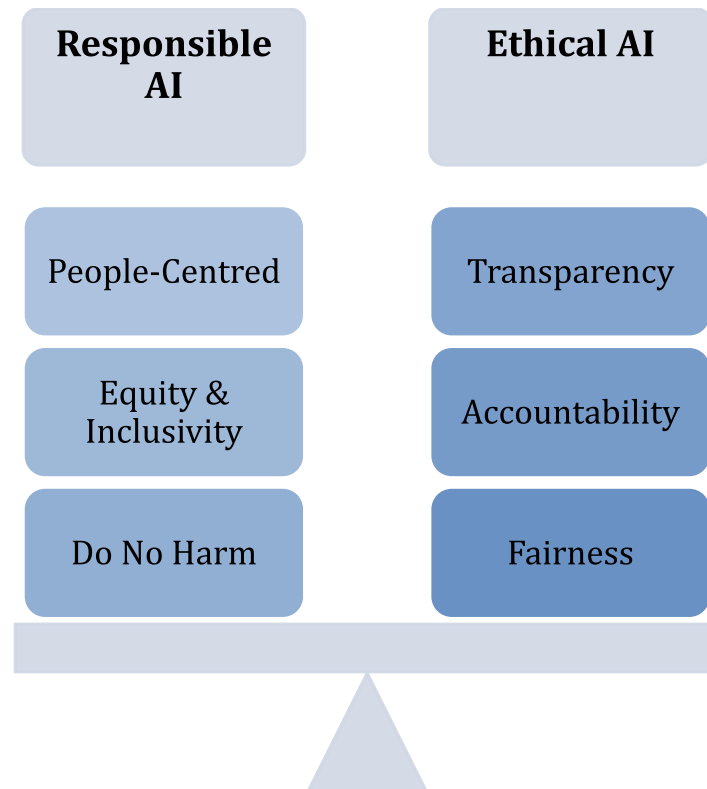 Responsible
AI
People-Centred
Equity &
Inclusivity
Do No Harm
Ethical AI
Transparency
Accountability
Fairness